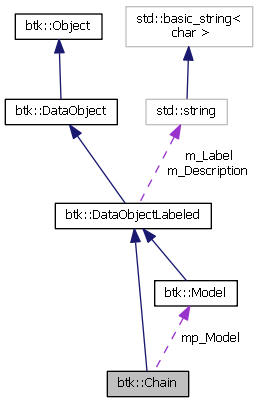 btk::Object
std::basic_string<
char >
btk::DataObject
std::string
m_Label
m_Description
btk::DataObjectLabeled
btk::Model
mp_Model
btk::Chain